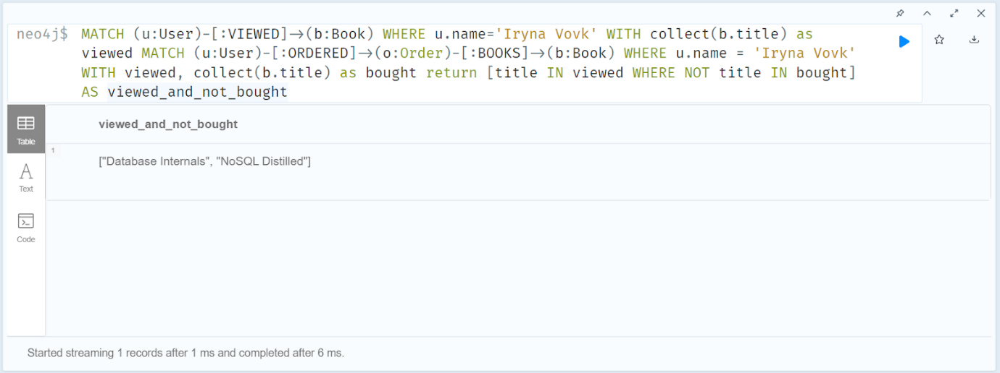 neo4j$ MATCH (u:User)-[:VIEWED]→(b:Book) WHERE u.name='Iryna Vovk' WITH collect(b.title) as
viewed MATCH (u:User)-[:ORDERED]→(o:Order)-[:BOOKS]→(b:Book) WHERE u.name = 'Iryna Vovk'
WITH viewed, collect(b.title) as bought return [title IN viewed WHERE NOT title IN bought]
AS viewed_and_not_bought
Table
viewed_and_not_bought
1
["Database Internals", "NoSQL Distilled"]
A
Text
Code
Started streaming 1 records after 1 ms and completed after 6 ms.